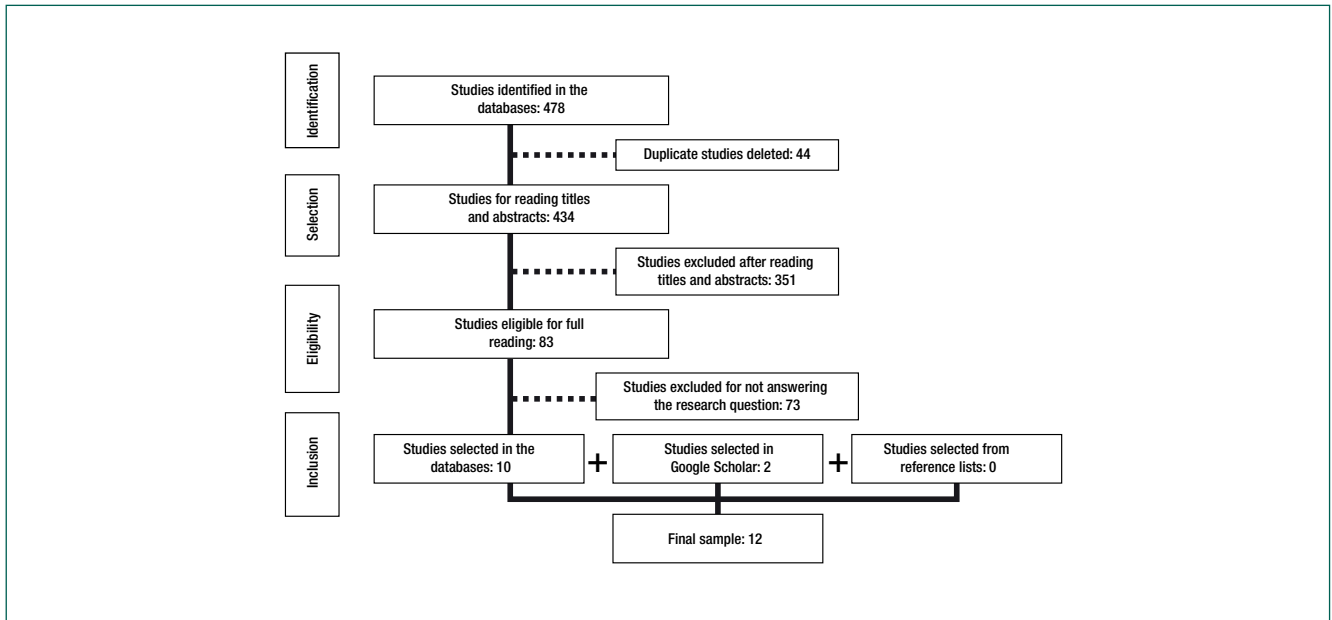 Identification
Studies identified in the
databases: 478
Duplicate studies deleted: 44
Selection
Studies for reading titles
and abstracts: 434
Studies excluded after reading
titles and abstracts: 351
Eligibility
Studies eligible for full
reading: 83
Studies excluded for not answering
the research question: 73
Inclusion
Studies selected in the
databases: 10
+
Studies selected in
Google Scholar: 2
+
Studies selected from
reference lists: 0
Final sample: 12